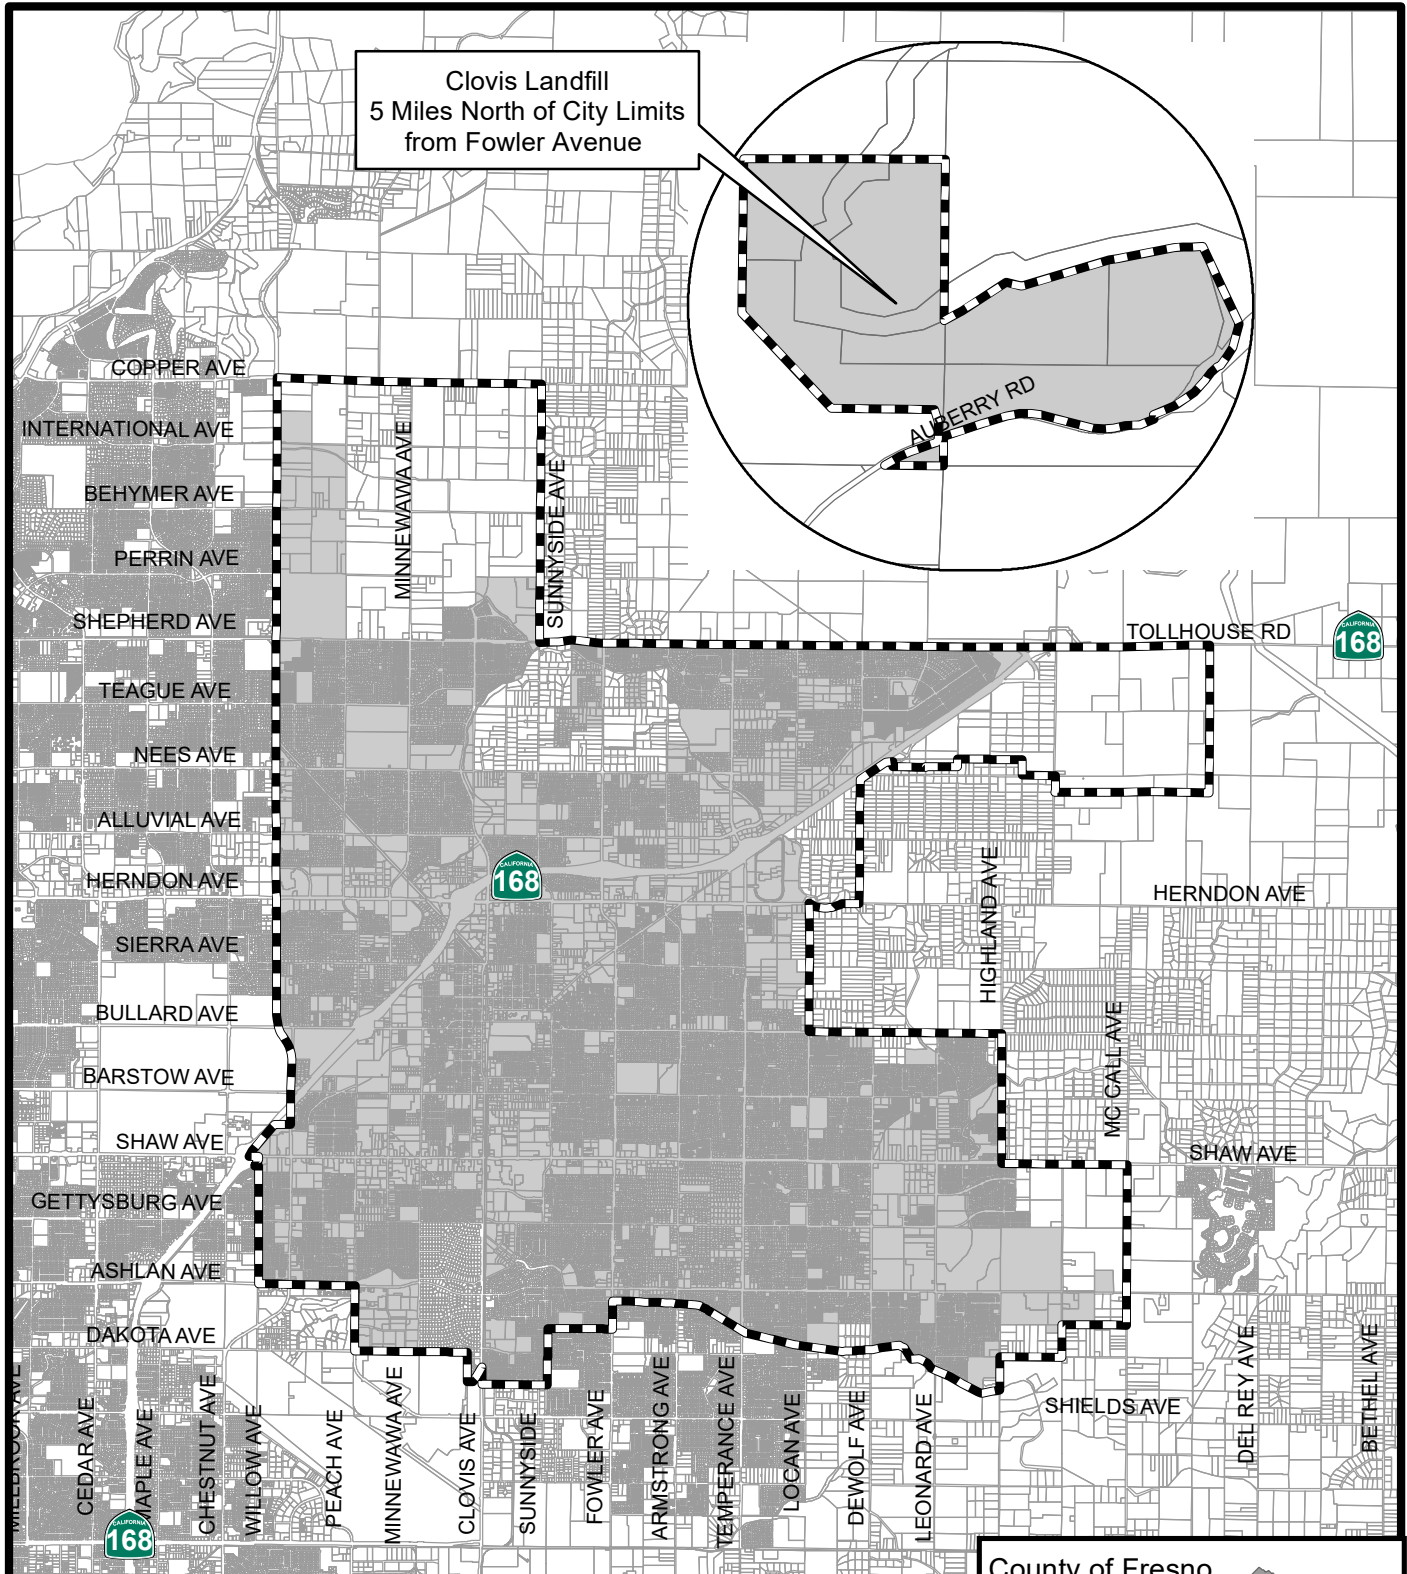 Clovis Landfill
5 Miles North of City Limits
from Fowler Avenue
AUBERRY RD
COPPER AVE
INTERNATIONAL AVE
BEHYMER AVE
PERRIN AVE
SHEPHERD AVE
TEAGUE AVE
NEES AVE
ALLUVIAL AVE
HERNDON AVE
SIERRA AVE
BULLARD AVE
BARSTOW AVE
SHAW AVE
GETTYSBURG AVE
ASHLAN AVE
DAKOTA AVE
MINNEWAWA AVE
SUNNYSIDE AVE
TOLLHOUSE RD
CALIFORNIA
168
CALIFORNIA
168
HIGHLAND AVE
HERNDON AVE
MC CALL AVE
SHAW AVE
SHIELDS AVE
DEL REY AVE
BETHEL AVE
MILLBROOK AVE
CEDAR AVE
MAPLE AVE
CHESTNUT AVE
WILLOW AVE
PEACH AVE
MINNEWAWA AVE
CLOVIS AVE
SUNNYSIDE
FOWLER AVE
ARMSTRONG AVE
TEMPERANCE AVE
LOCAN AVE
DEWOLF AVE
LEONARD AVE
CALIFORNIA
168
County of Fresno